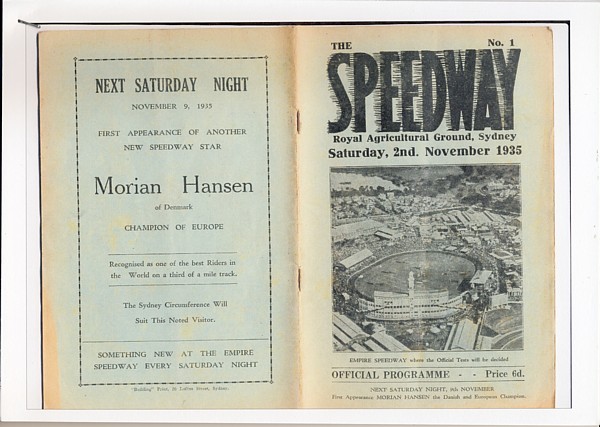 NEXT SATURDAY NIGHT
NOVEMBER 9, 1935
FIRST APPEARANCE OF ANOTHER
NEW SPEEDWAY STAR
Morian Hansen
of Denmark
CHAMPION OF EUROPE
Recognised as one of the best Riders in
the World on a third of a mile track.
The Sydney Circumference Will
Suit This Noted Visitor.
SOMETHING NEW AT THE EMPIRE
SPEEDWAY EVERY SATURDAY NIGHT
"Building" Print, Street, Sydney.
THE
No. 1
SPEEDWAY
Royal Agricultural Ground, Sydney
Saturday, 2nd. November 1935
EMPIRE SPEEDWAY where the Official Tests will be decided
OFFICIAL PROGRAMME - - Price 6d.
NEXT SATURDAY NIGHT, 9th NOVEMBER
First Appearance MORIAN HANSEN the Danish and European Champion.